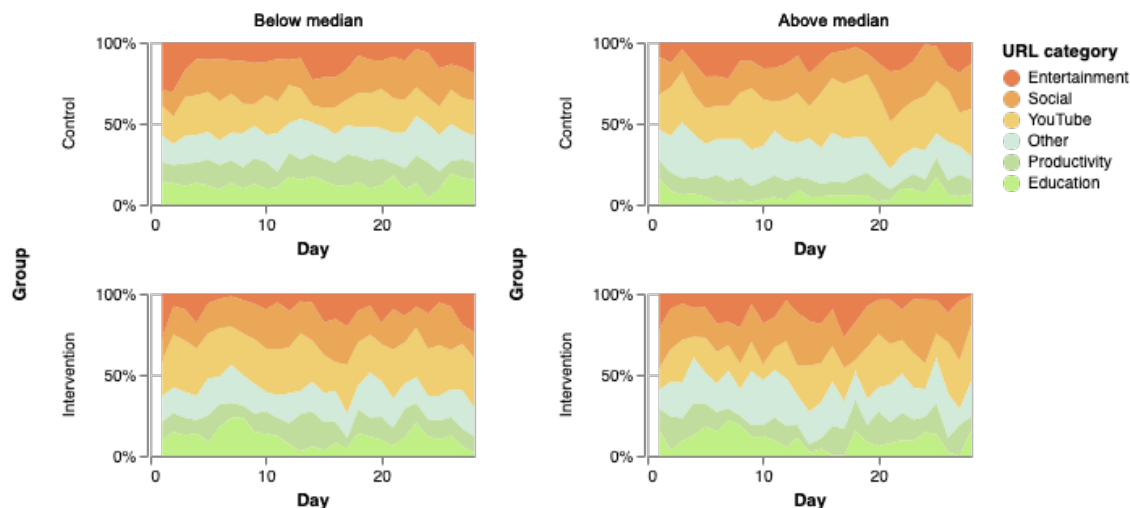 Below median
Above median
100%
50%
0%
Control
0
10
20
Day
100%
50%
0%
Control
0
10
20
Day
URL category
Entertainment
Social
YouTube
Other
Productivity
Education
Group
Group
100%
50%
0%
Intervention
0
10
20
Day
100%
50%
0%
Intervention
0
10
20
Day